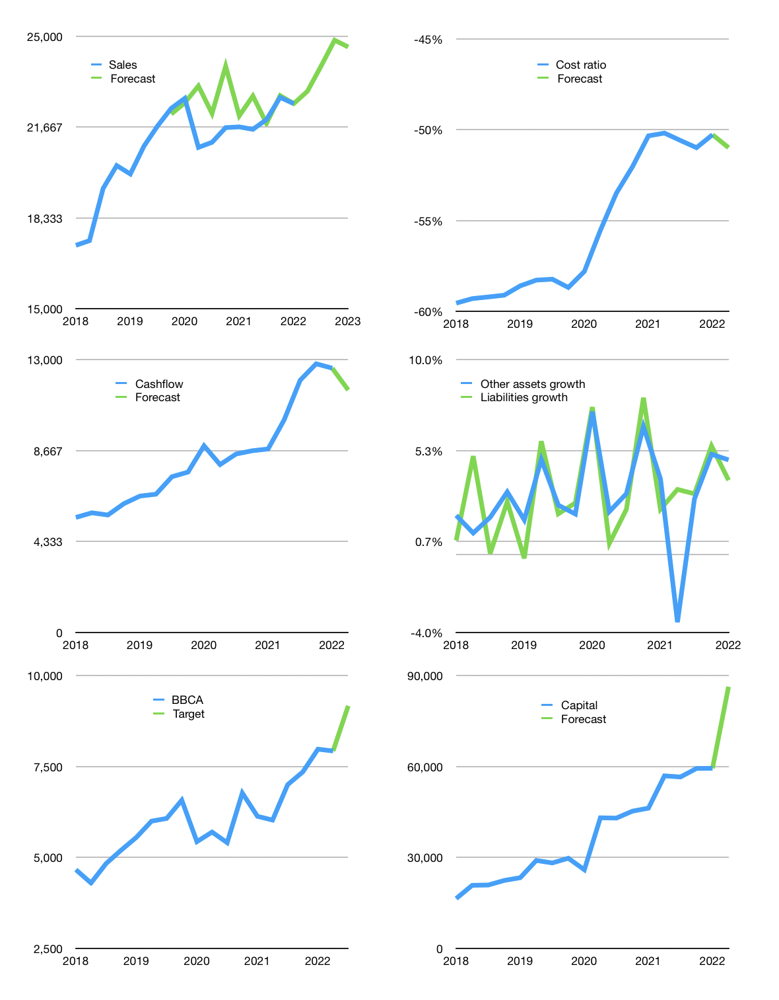 25,000
Sales
Forecast
21,667
18,333
15,000
2018 2019 2020 2021 2022 2023
-45%
Cost ratio
Forecast
-50%
-55%
-60%
2018 2019 2020 2021 2022
13,000
Cashflow
Forecast
8,667
4,333
0
2018 2019 2020 2021 2022
10.0%
Other assets growth
Liabilities growth
5.3%
0.7%
-4.0%
2018 2019 2020 2021 2022
10,000
BBCA
Target
7,500
5,000
2,500
2018 2019 2020 2021 2022
90,000
Capital
Forecast
60,000
30,000
0
2018 2019 2020 2021 2022